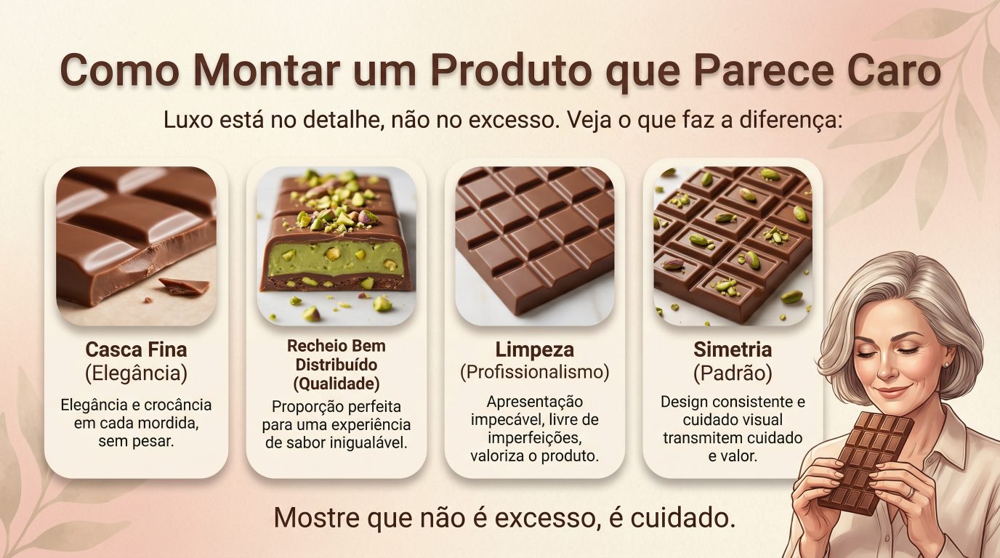 Como Montar um Produto que Parece Caro
Luxo está no detalhe, não no excesso. Veja o que faz a diferença:
Casca Fina
(Elegância)
Elegância e crocância
em cada mordida,
sem pesar.
Recheio Bem
Distribuído
(Qualidade)
Proporção perfeita
para uma experiência
de sabor inigualável.
Limpeza
(Profissionalismo)
Apresentação
impecável, livre de
imperfeições,
valoriza o produto.
Simetria
(Padrão)
Design consistente e
cuidado visual
transmitem cuidado
e valor.
Mostre que não é excesso, é cuidado.